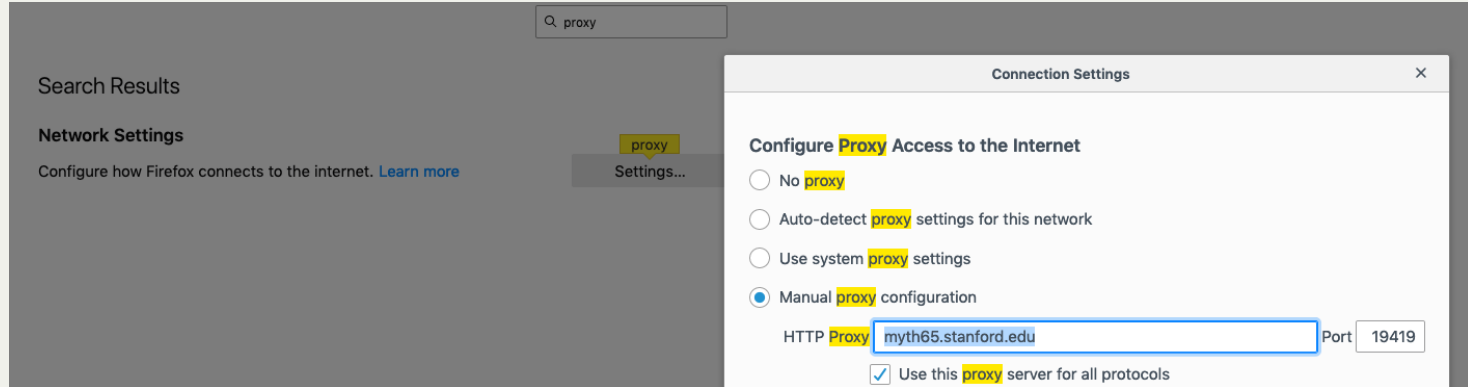 proxy
Search Results
Network Settings
Configure how Firefox connects to the internet. Learn more
proxy
Settings...
Connection Settings
Configure Proxy Access to the Internet
No proxy
Auto-detect proxy settings for this network
Use system proxy settings
Manual proxy configuration
HTTP Proxy myth65.stanford.edu Port 19419
Use this proxy server for all protocols